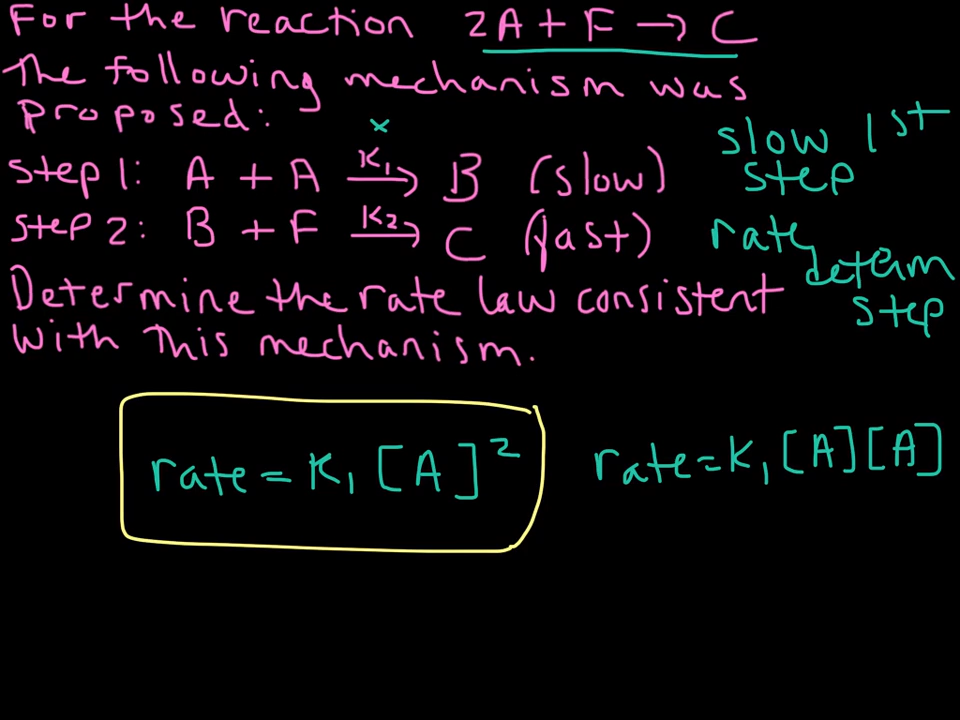 For the reaction 2A + F → C
The following mechanism was
proposed:
x
step 1: A + A →K₁ B (slow)
step 2: B + F →K₂ C (fast)
slow 1st
step
rate
determ
step
Determine the rate law consistent
with this mechanism.
rate = K₁ [A]²
rate = K₁ [A][A]